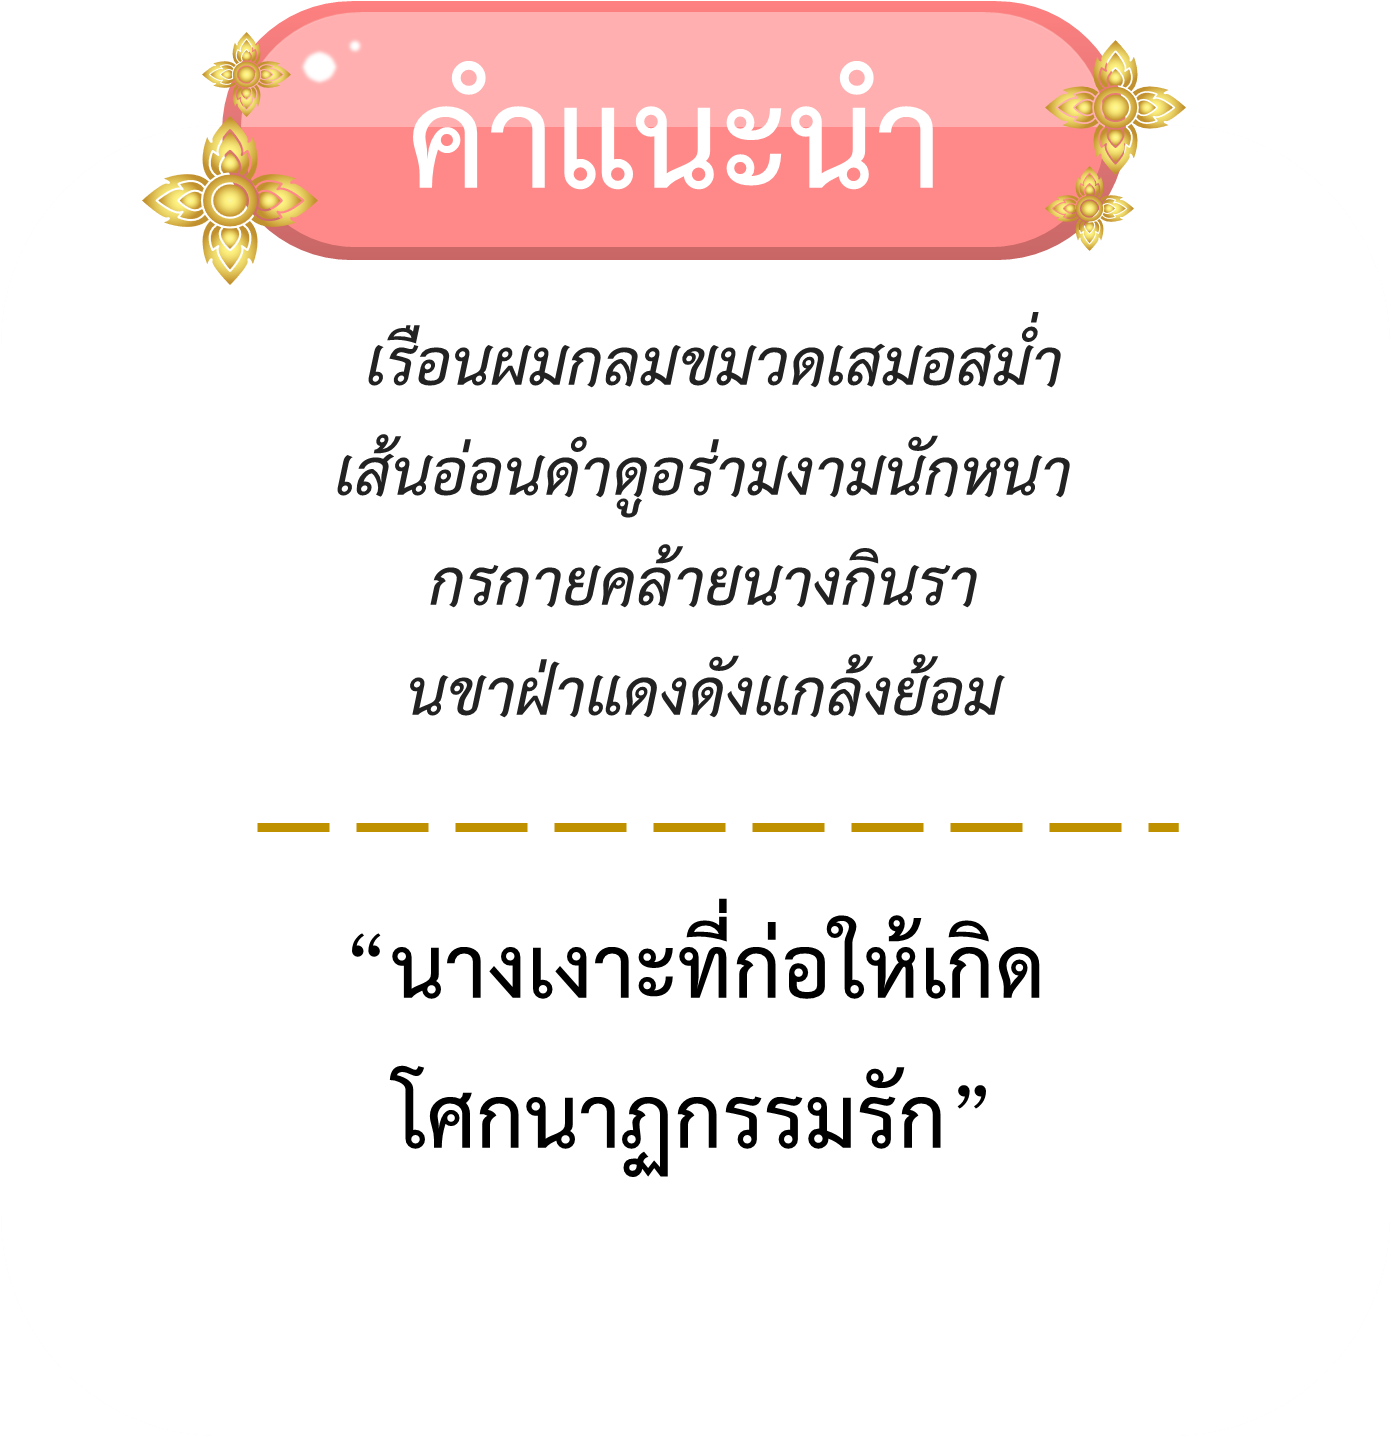 คำแนะนำ
เรือนผมกลมขมวดเสมอสม่ำ
เส้นอ่อนดำดูอร่ามงามนักหนา
กรกายคล้ายนางกินรา
นขาฝ่าแดงดังแกล้งย้อม
“นางเงาะที่ก่อให้เกิด
โศกนาฏกรรมรัก”